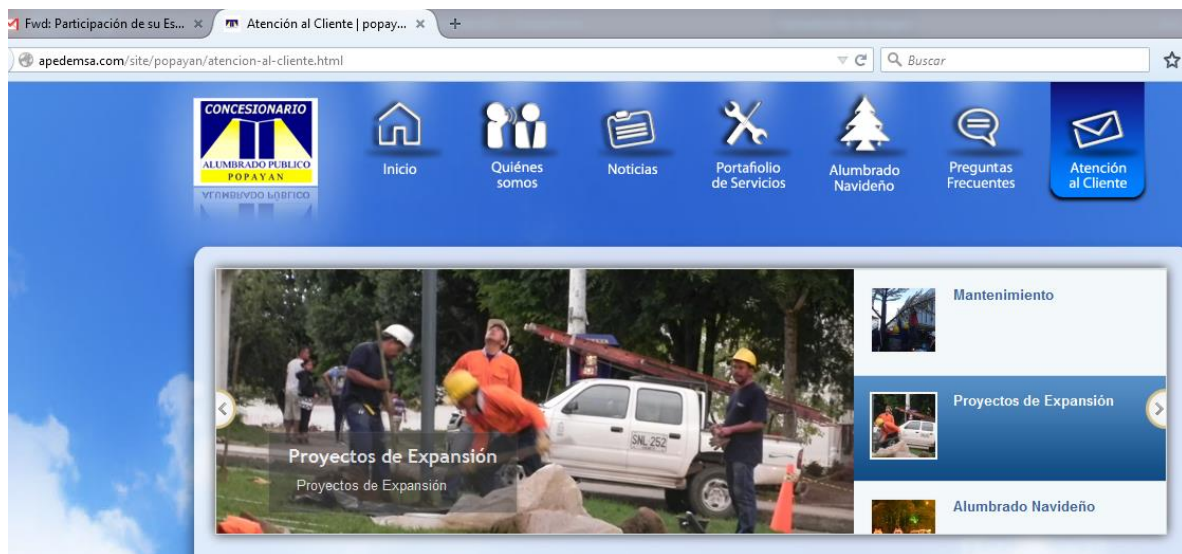 Fwd: Participación de su Es...
Atención al Cliente | popay...
apedemsa.com/site/popayan/atencion-al-cliente.html
Buscar
CONCESIONARIO
ALUMBRADO PUBLICO
POPAYAN
Inicio
Quiénes
somos
Noticias
Portafiolio
de Servicios
Alumbrado
Navideño
Preguntas
Frecuentes
Atención
al Cliente
Mantenimiento
Proyectos de Expansión
SNL 252
Proyectos de Expansión
Proyectos de Expansión
Alumbrado Navideño